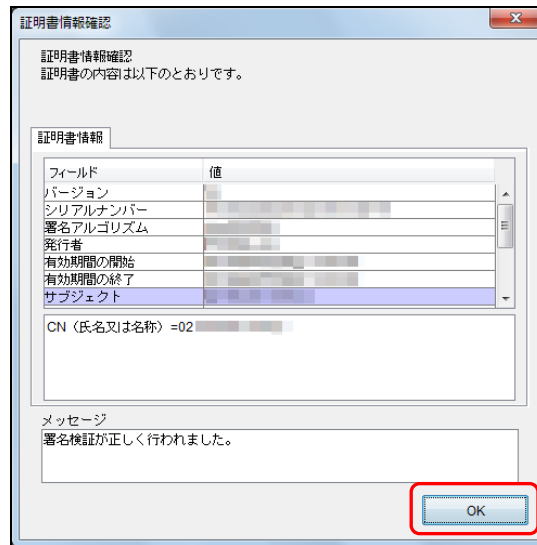 証明書情報確認
証明書情報確認
証明書の内容は以下のとおりです。
証明書情報
フィールド 値
バージョン
シリアルナンバー
署名アルゴリズム
発行者
有効期間の開始
有効期間の終了
サブジェクト
CN（氏名又は名称）=02
メッセージ
署名検証が正しく行われました。
OK